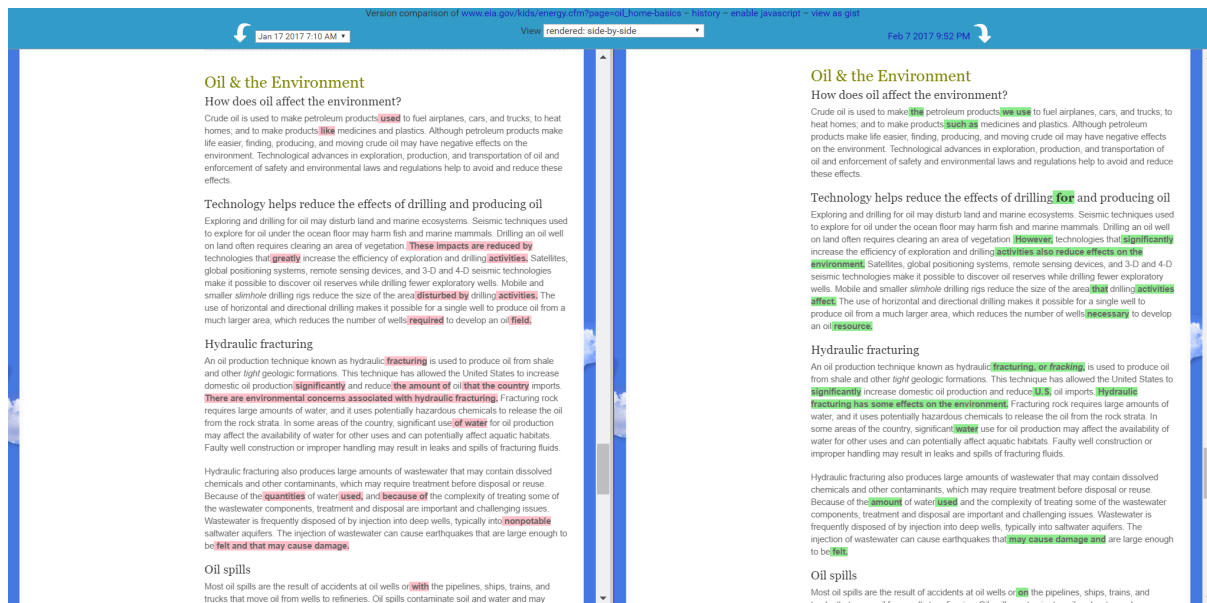 Version comparison of www.eia.gov/kids/energy.cfm?page=oil_home-basics – history – enable javascript – view as gist
Jan 17 2017 7:10 AM
View rendered: side-by-side
Feb 7 2017 9:52 PM
Oil & the Environment
How does oil affect the environment?
Crude oil is used to make petroleum products used to fuel airplanes, cars, and trucks; to heat
homes; and to make products like medicines and plastics. Although petroleum products make
life easier, finding, producing, and moving crude oil may have negative effects on the
environment. Technological advances in exploration, production, and transportation of oil and
enforcement of safety and environmental laws and regulations help to avoid and reduce these
effects.
Technology helps reduce the effects of drilling and producing oil
Exploring and drilling for oil may disturb land and marine ecosystems. Seismic techniques used
to explore for oil under the ocean floor may harm fish and marine mammals. Drilling an oil well
on land often requires clearing an area of vegetation. These impacts are reduced by
technologies that greatly increase the efficiency of exploration and drilling activities. Satellites,
global positioning systems, remote sensing devices, and 3-D and 4-D seismic technologies
make it possible to discover oil reserves while drilling fewer exploratory wells. Mobile and
smaller slimhole drilling rigs reduce the size of the area disturbed by drilling activities. The
use of horizontal and directional drilling makes it possible for a single well to produce oil from a
much larger area, which reduces the number of wells required to develop an oil field.
Hydraulic fracturing
An oil production technique known as hydraulic fracturing is used to produce oil from shale
and other tight geologic formations. This technique has allowed the United States to increase
domestic oil production significantly and reduce the amount of oil that the country imports.
There are environmental concerns associated with hydraulic fracturing. Fracturing rock
requires large amounts of water, and it uses potentially hazardous chemicals to release the oil
from the rock strata. In some areas of the country, significant use of water for oil production
may affect the availability of water for other uses and can potentially affect aquatic habitats.
Faulty well construction or improper handling may result in leaks and spills of fracturing fluids.
Hydraulic fracturing also produces large amounts of wastewater that may contain dissolved
chemicals and other contaminants, which may require treatment before disposal or reuse.
Because of the quantities of water used, and because of the complexity of treating some of
the wastewater components, treatment and disposal are important and challenging issues.
Wastewater is frequently disposed of by injection into deep wells, typically into nonpotable
saltwater aquifers. The injection of wastewater can cause earthquakes that are large enough to
be felt and that may cause damage.
Oil spills
Most oil spills are the result of accidents at oil wells or with the pipelines, ships, trains, and
trucks that move oil from wells to refineries. Oil spills contaminate soil and water and may
Oil & the Environment
How does oil affect the environment?
Crude oil is used to make the petroleum products we use to fuel airplanes, cars, and trucks; to
heat homes; and to make products such as medicines and plastics. Although petroleum
products make life easier, finding, producing, and moving crude oil may have negative effects
on the environment. Technological advances in exploration, production, and transportation of
oil and enforcement of safety and environmental laws and regulations help to avoid and reduce
these effects.
Technology helps reduce the effects of drilling for and producing oil
Exploring and drilling for oil may disturb land and marine ecosystems. Seismic techniques used
to explore for oil under the ocean floor may harm fish and marine mammals. Drilling an oil well
on land often requires clearing an area of vegetation. However, technologies that significantly
increase the efficiency of exploration and drilling activities also reduce effects on the
environment. Satellites, global positioning systems, remote sensing devices, and 3-D and 4-D
seismic technologies make it possible to discover oil reserves while drilling fewer exploratory
wells. Mobile and smaller slimhole drilling rigs reduce the size of the area that drilling activities
affect. The use of horizontal and directional drilling makes it possible for a single well to
produce oil from a much larger area, which reduces the number of wells necessary to develop
an oil resource.
Hydraulic fracturing
An oil production technique known as hydraulic fracturing, or fracking, is used to produce oil
from shale and other tight geologic formations. This technique has allowed the United States to
significantly increase domestic oil production and reduce U.S. oil imports. Hydraulic
fracturing has some effects on the environment. Fracturing rock requires large amounts of
water, and it uses potentially hazardous chemicals to release the oil from the rock strata. In
some areas of the country, significant water use for oil production may affect the availability of
water for other uses and can potentially affect aquatic habitats. Faulty well construction or
improper handling may result in leaks and spills of fracturing fluids.
Hydraulic fracturing also produces large amounts of wastewater that may contain dissolved
chemicals and other contaminants, which may require treatment before disposal or reuse.
Because of the amount of water used and the complexity of treating some of the wastewater
components, treatment and disposal are important and challenging issues. Wastewater is
frequently disposed of by injection into deep wells, typically into saltwater aquifers. The
injection of wastewater can cause earthquakes that may cause damage and are large enough
to be felt.
Oil spills
Most oil spills are the result of accidents at oil wells or on the pipelines, ships, trains, and